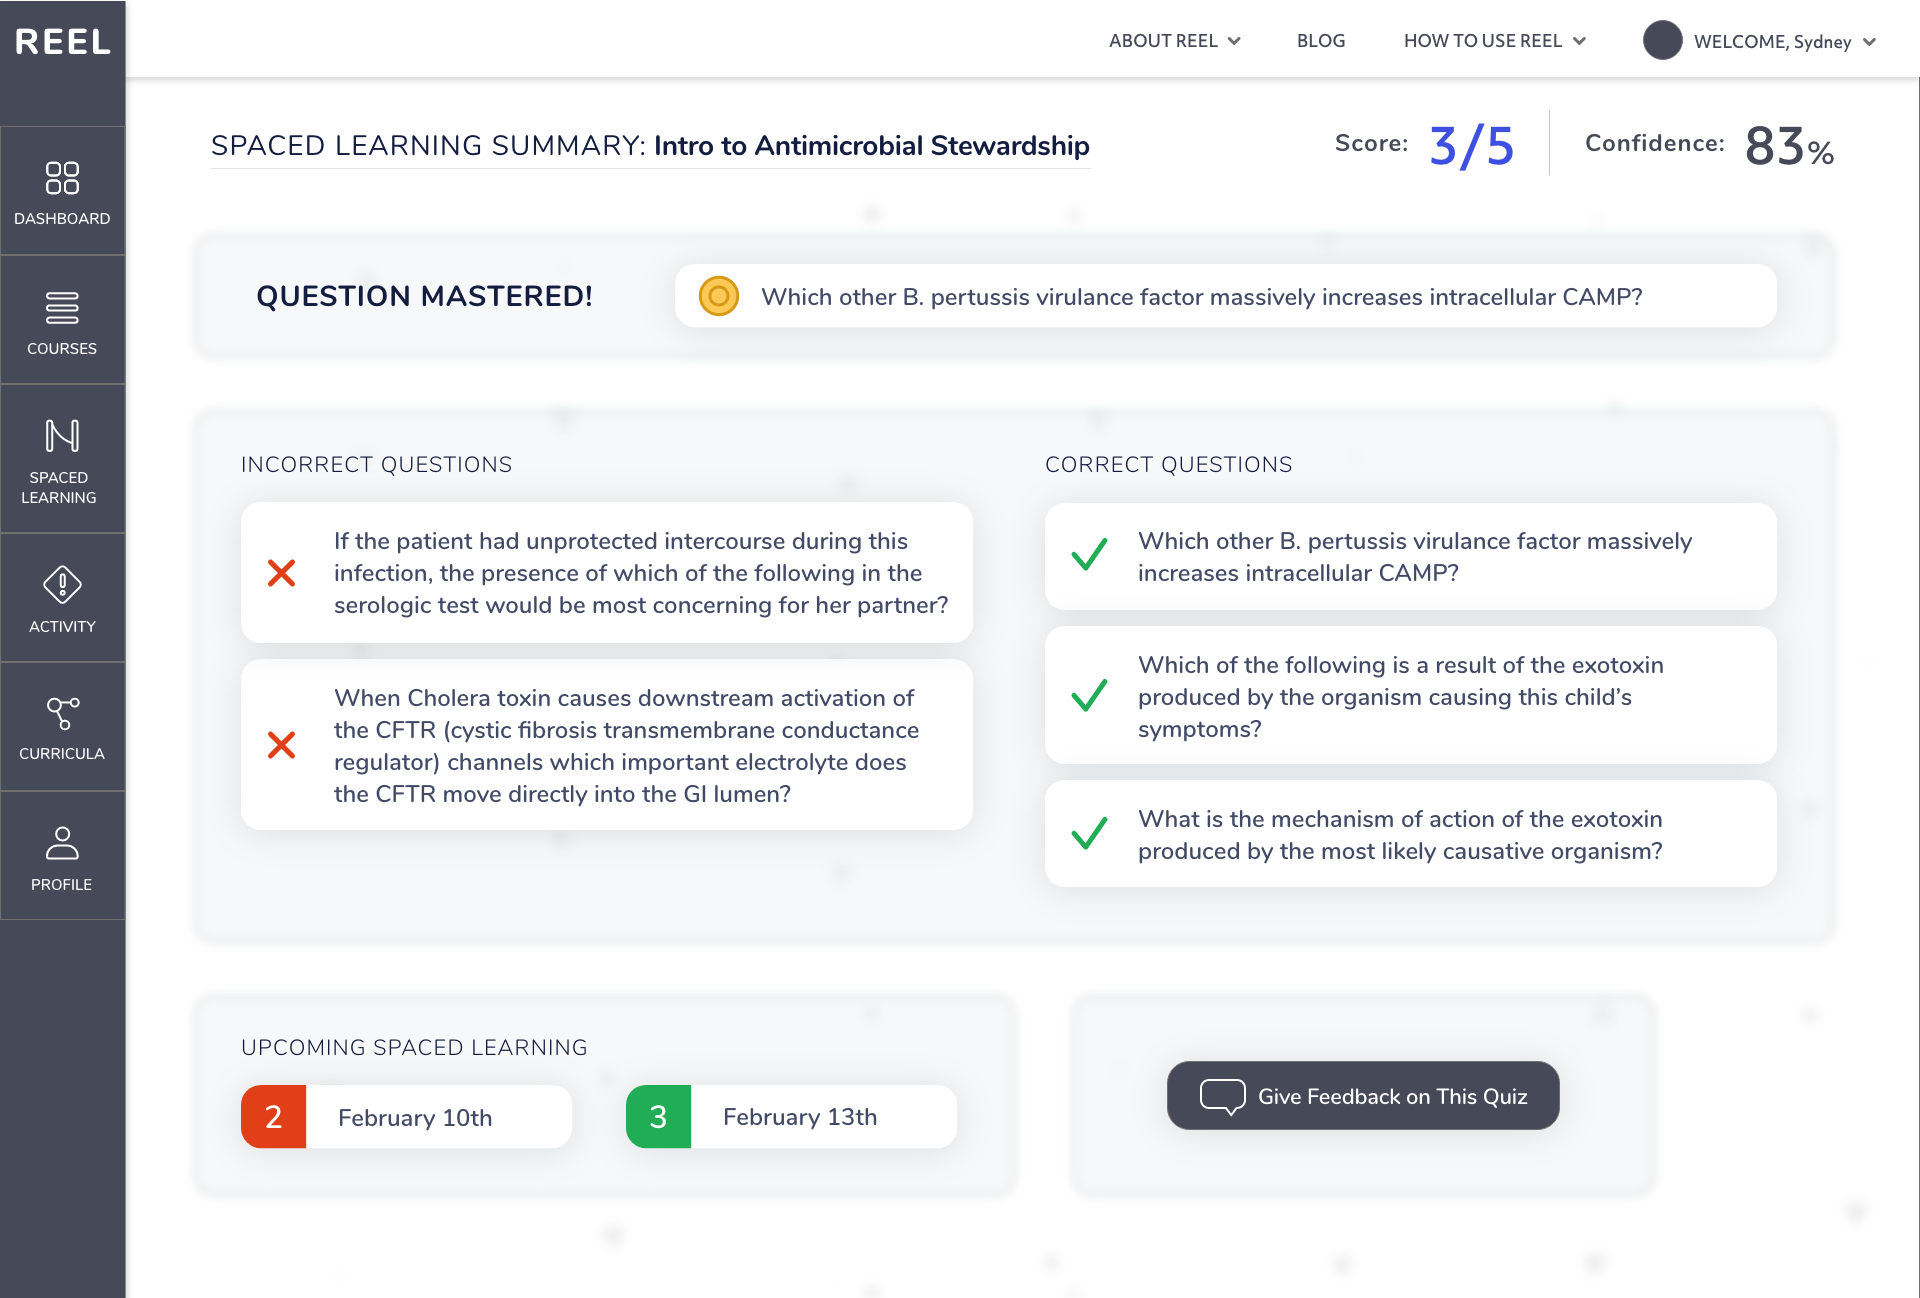 REEL
ABOUT REEL
BLOG
HOW TO USE REEL
WELCOME, Sydney
DASHBOARD
COURSES
SPACED
LEARNING
ACTIVITY
CURRICULA
PROFILE
SPACED LEARNING SUMMARY: Intro to Antimicrobial Stewardship
Score: 3/5
Confidence: 83%
QUESTION MASTERED!
Which other B. pertussis virulance factor massively increases intracellular CAMP?
INCORRECT QUESTIONS
If the patient had unprotected intercourse during this
infection, the presence of which of the following in the
serologic test would be most concerning for her partner?
When Cholera toxin causes downstream activation of
the CFTR (cystic fibrosis transmembrane conductance
regulator) channels which important electrolyte does
the CFTR move directly into the GI lumen?
CORRECT QUESTIONS
Which other B. pertussis virulance factor massively
increases intracellular CAMP?
Which of the following is a result of the exotoxin
produced by the organism causing this child’s
symptoms?
What is the mechanism of action of the exotoxin
produced by the most likely causative organism?
UPCOMING SPACED LEARNING
2 February 10th
3 February 13th
Give Feedback on This Quiz